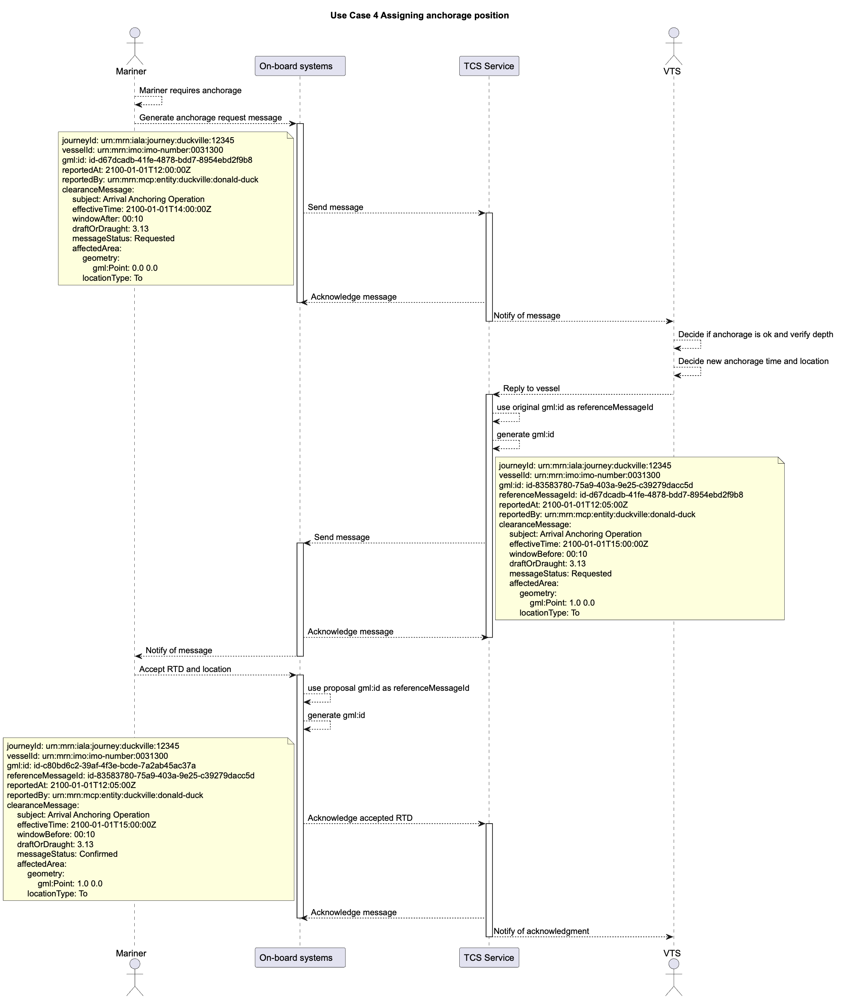 Use Case 4 Assigning anchorage position
Mariner
On-board systems
TCS Service
VTS
Mariner requires anchorage
Generate anchorage request message
journeyId: urn:mrn:iala:journey:duckville:12345
vesselId: urn:mrn:imo:imo-number:0031300
gml:id: id-d67dcadb-41fe-4878-bdd7-8954ebd2f9b8
reportedAt: 2100-01-01T12:00:00Z
reportedBy: urn:mrn:mcp:entity:duckville:donald-duck
clearanceMessage:
subject: Arrival Anchoring Operation
effectiveTime: 2100-01-01T14:00:00Z
windowAfter: 00:10
draftOrDraught: 3.13
messageStatus: Requested
affectedArea:
geometry:
gml:Point: 0.0 0.0
locationType: To
Send message
Acknowledge message
Notify of message
Decide if anchorage is ok and verify depth
Decide new anchorage time and location
Reply to vessel
use original gml:id as referenceMessageId
generate gml:id
journeyId: urn:mrn:iala:journey:duckville:12345
vesselId: urn:mrn:imo:imo-number:0031300
gml:id: id-83583780-75a9-403a-9e25-c39279dacc5d
referenceMessageId: id-d67dcadb-41fe-4878-bdd7-8954ebd2f9b8
reportedAt: 2100-01-01T12:05:00Z
reportedBy: urn:mrn:mcp:entity:duckville:donald-duck
clearanceMessage:
subject: Arrival Anchoring Operation
effectiveTime: 2100-01-01T15:00:00Z
windowBefore: 00:10
draftOrDraught: 3.13
messageStatus: Requested
affectedArea:
geometry:
gml:Point: 1.0 0.0
locationType: To
Send message
Acknowledge message
Notify of message
Accept RTD and location
use proposal gml:id as referenceMessageId
generate gml:id
journeyId: urn:mrn:iala:journey:duckville:12345
vesselId: urn:mrn:imo:imo-number:0031300
gml:id: id-c80bd6c2-39af-4f3e-bcde-7a2ab45ac37a
referenceMessageId: id-83583780-75a9-403a-9e25-c39279dacc5d
reportedAt: 2100-01-01T12:05:00Z
reportedBy: urn:mrn:mcp:entity:duckville:donald-duck
clearanceMessage:
subject: Arrival Anchoring Operation
effectiveTime: 2100-01-01T15:00:00Z
windowBefore: 00:10
draftOrDraught: 3.13
messageStatus: Confirmed
affectedArea:
geometry:
gml:Point: 1.0 0.0
locationType: To
Acknowledge accepted RTD
Acknowledge message
Notify of acknowledgment
Mariner
On-board systems
TCS Service
VTS